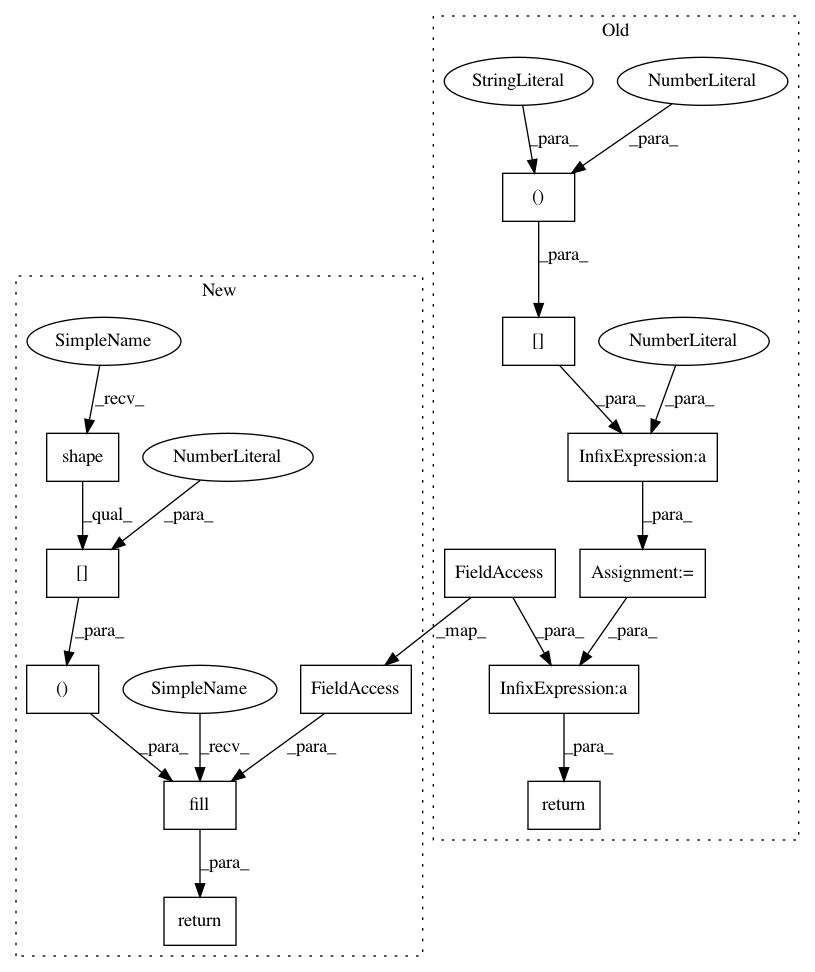 Old
StringLiteral
NumberLiteral
_para_
_para_
()
_para_
New
SimpleName
[]
NumberLiteral
_recv_
_para_
_para_
shape
NumberLiteral
InfixExpression:a
_qual_
_para_
_para_
[]
FieldAccess
Assignment:=
_para_
_map_
_para_
_para_
()
SimpleName
FieldAccess
InfixExpression:a
_para_
_recv_
_para_
_para_
fill
return
_para_
return